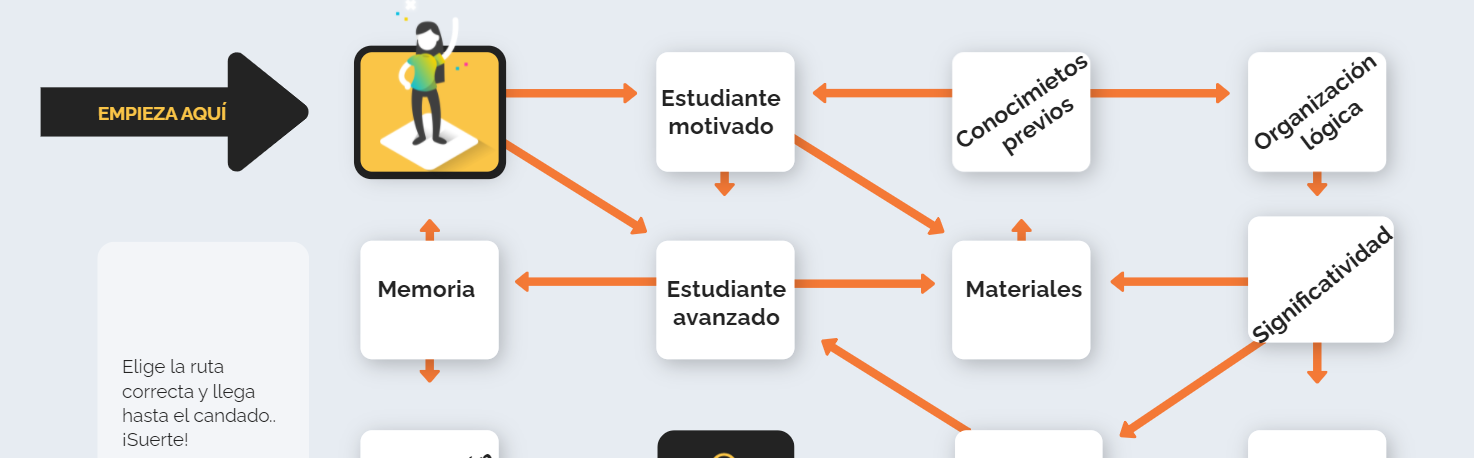 EMPIEZA AQUÍ
Estudiante
motivado
Conocimietos
previos
Organización
lógica
Memoria
Estudiante
avanzado
Materiales
Significatividad
Elige la ruta
correcta y llega
hasta el candado..
¡Suerte!